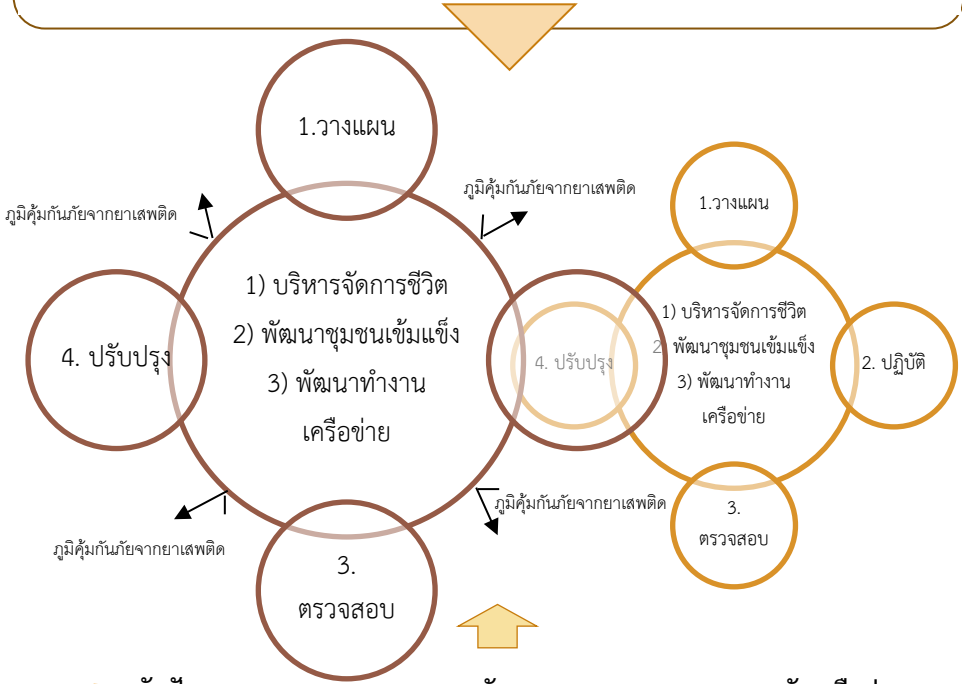 1.วางแผน
ภูมิคุ้มกันภัยจากยาเสพติด
ภูมิคุ้มกันภัยจากยาเสพติด
1) บริหารจัดการชีวิต
2) พัฒนาชุมชนเข้มแข็ง
3) พัฒนาทำงาน
เครือข่าย
4. ปรับปรุง
ภูมิคุ้มกันภัยจากยาเสพติด
ภูมิคุ้มกันภัยจากยาเสพติด
3.
ตรวจสอบ
1.วางแผน
4. ปรับปรุง
1) บริหารจัดการชีวิต
2) พัฒนาชุมชนเข้มแข็ง
3) พัฒนาทำงาน
เครือข่าย
2. ปฏิบัติ
3.
ตรวจสอบ